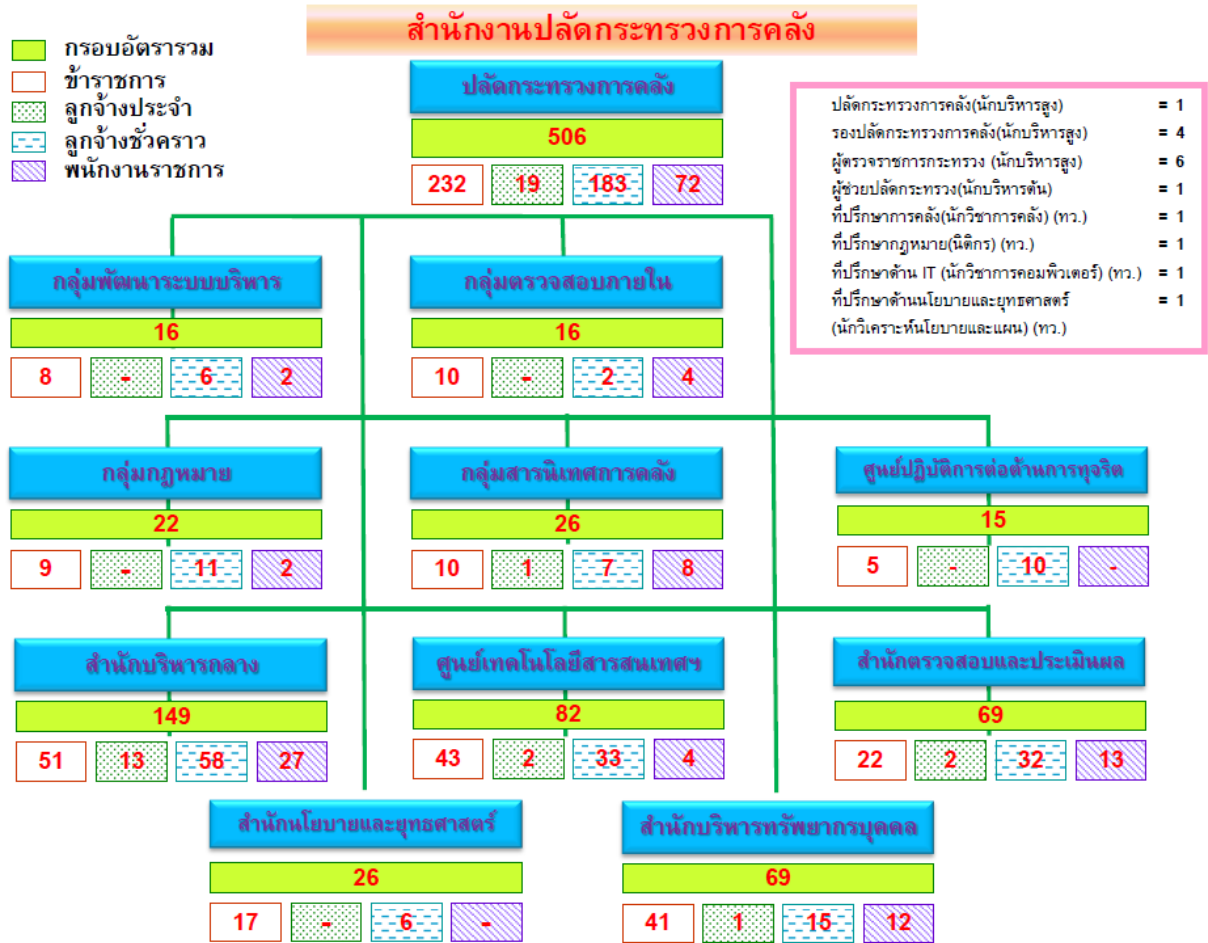 สำนักงานปลัดกระทรวงการคลัง
กรอบอัตรารวม
ข้าราชการ
ลูกจ้างประจำ
ลูกจ้างชั่วคราว
พนักงานราชการ
ปลัดกระทรวงการคลัง
506
232 19 183 72
ปลัดกระทรวงการคลัง(นักบริหารสูง) = 1
รองปลัดกระทรวงการคลัง(นักบริหารสูง) = 4
ผู้ตรวจราชการกระทรวง (นักบริหารสูง) = 6
ผู้ช่วยปลัดกระทรวง(นักบริหารต้น) = 1
ที่ปรึกษาการคลัง(นักวิชาการคลัง) (ทว.) = 1
ที่ปรึกษากฎหมาย(นิติกร) (ทว.) = 1
ที่ปรึกษาด้าน IT (นักวิชาการคอมพิวเตอร์) (ทว.) = 1
ที่ปรึกษาด้านนโยบายและยุทธศาสตร์ = 1
(นักวิเคราะห์นโยบายและแผน) (ทว.)
กลุ่มพัฒนาระบบบริหาร
16
8 - 6 2
กลุ่มตรวจสอบภายใน
16
10 - 2 4
กลุ่มกฎหมาย
22
9 - 11 2
กลุ่มสารนิเทศการคลัง
26
10 1 7 8
ศูนย์ปฏิบัติการต่อต้านการทุจริต
15
5 - 10 -
สำนักบริหารกลาง
149
51 13 58 27
ศูนย์เทคโนโลยีสารสนเทศฯ
82
43 2 33 4
สำนักตรวจสอบและประเมินผล
69
22 2 32 13
สำนักนโยบายและยุทธศาสตร์
26
17 - 6 -
สำนักบริหารทรัพยากรบุคคล
69
41 1 15 12